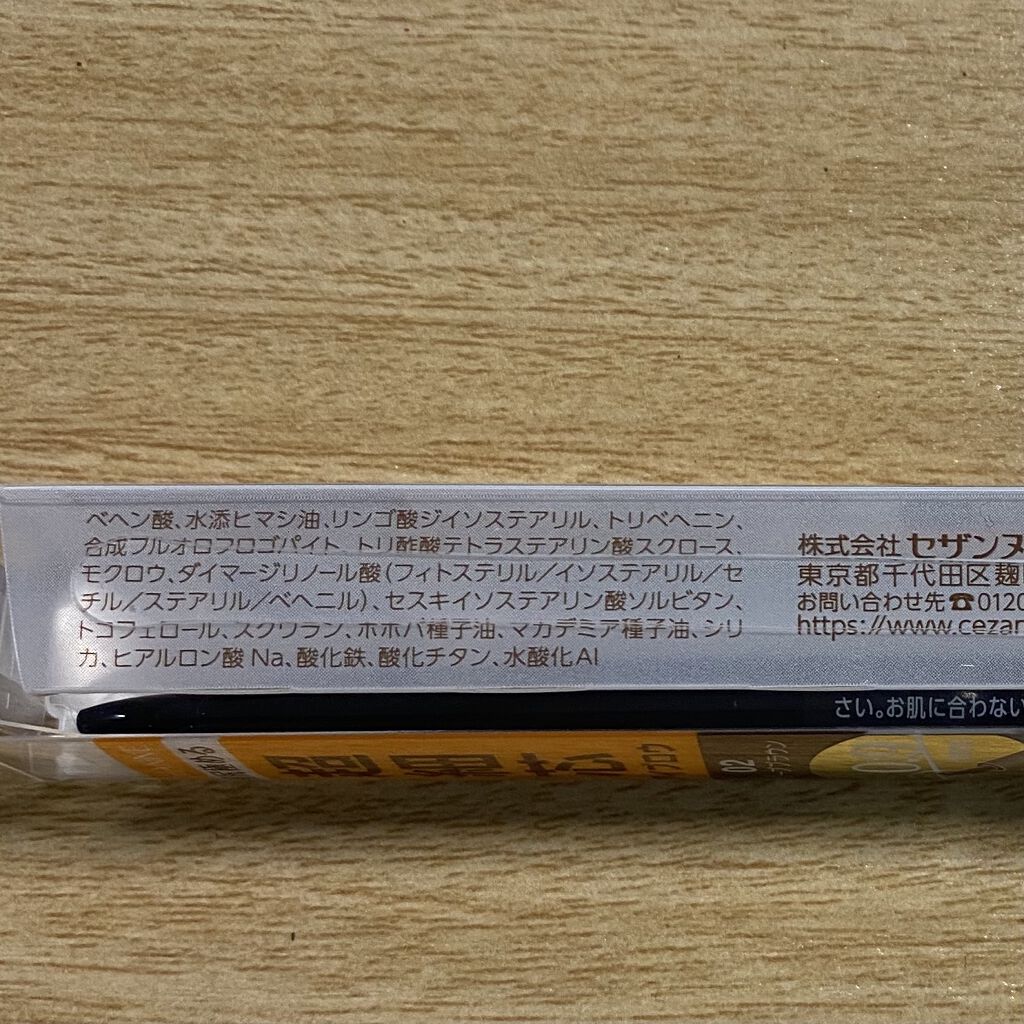 ベヘン酸、水添ヒマシ油、リンゴ酸ジイソステアリル、トリベヘニン、
合成フルオロフロゴパイト、トリ酢酸テトラステアリン酸スクロース、
モクロウ、ダイマージリノール酸(フィトステリル/イソステアリル/セ
チル/ステアリル/ベヘニル)、セスキイソステアリン酸ソルビタン、
トコフェロール、スクワラン、ホホバ種子油、マカデミア種子油、シリ
カ、ヒアルロン酸Na、酸化鉄、酸化チタン、水酸化Al
株式会社 セザンヌ
東京都千代田区麹
お問い合わせ先☎0120
https://www.cezan
さい。お肌に合わない
超細芯
02